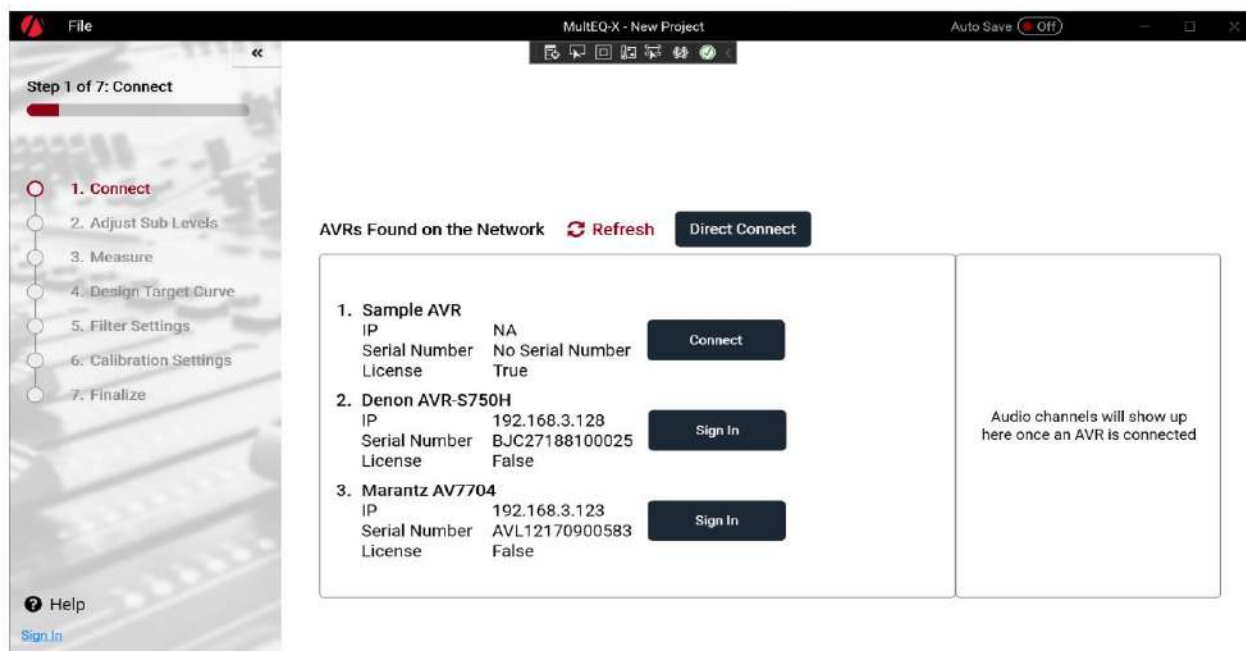 File
MultEQ-X - New Project
Auto Save Off
«
Step 1 of 7: Connect
1. Connect
2. Adjust Sub Levels
3. Measure
4. Design Target Curve
5. Filter Settings
6. Calibration Settings
7. Finalize
Help
Sign In
AVRs Found on the Network Refresh Direct Connect
1. Sample AVR
IP NA
Serial Number No Serial Number
License True
Connect
2. Denon AVR-S750H
IP 192.168.3.128
Serial Number BJC27188100025
License False
Sign In
3. Marantz AV7704
IP 192.168.3.123
Serial Number AVL12170900583
License False
Sign In
Audio channels will show up
here once an AVR is connected